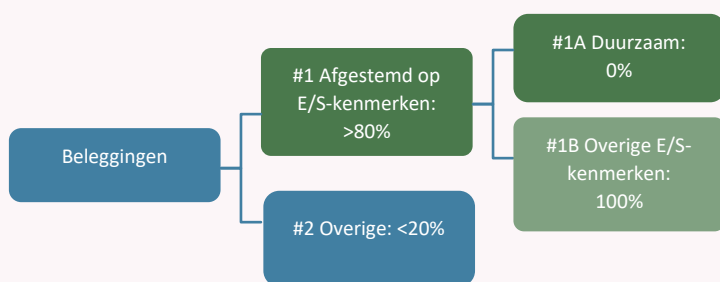 Beleggingen
#1 Afgestemd op
E/S-kenmerken:
>80%
#2 Overige: <20%
#1A Duurzaam:
0%
#1B Overige E/S-
kenmerken:
100%